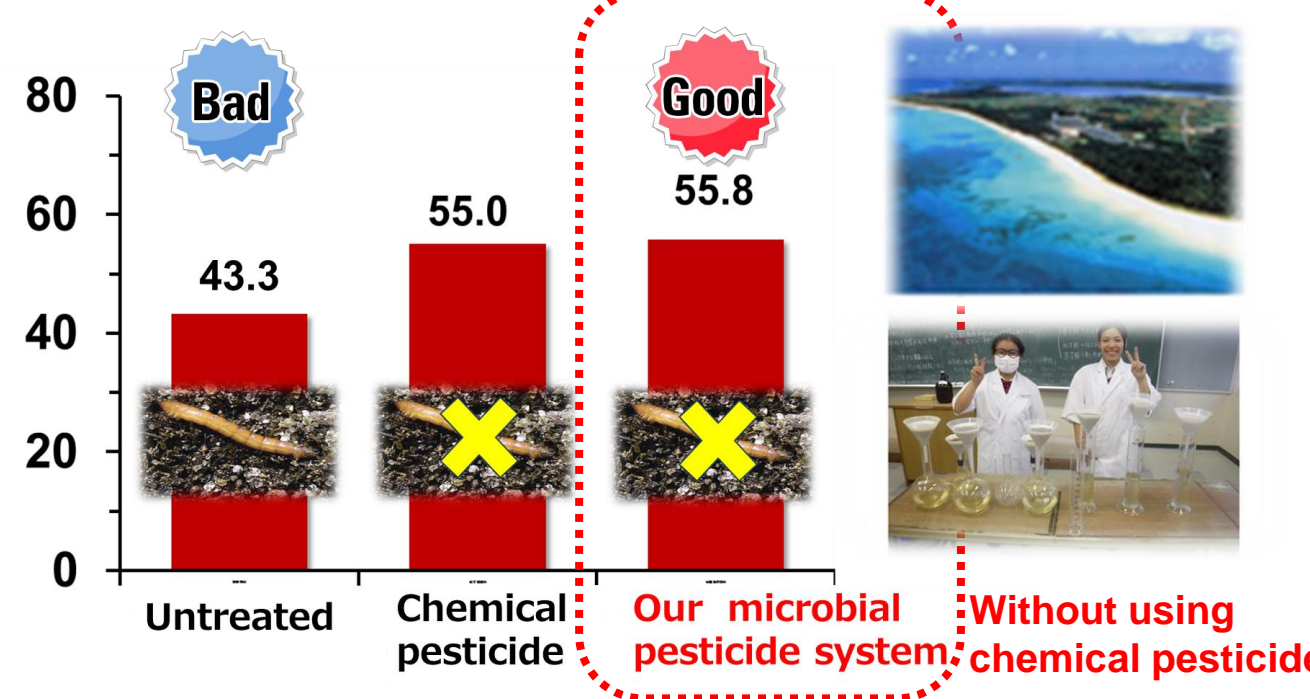 Bad
Good
80
60
40
20
0
43.3
55.0
55.8
Untreated
Chemical
pesticide
Our microbial
pesticide system
Without using
chemical pesticide